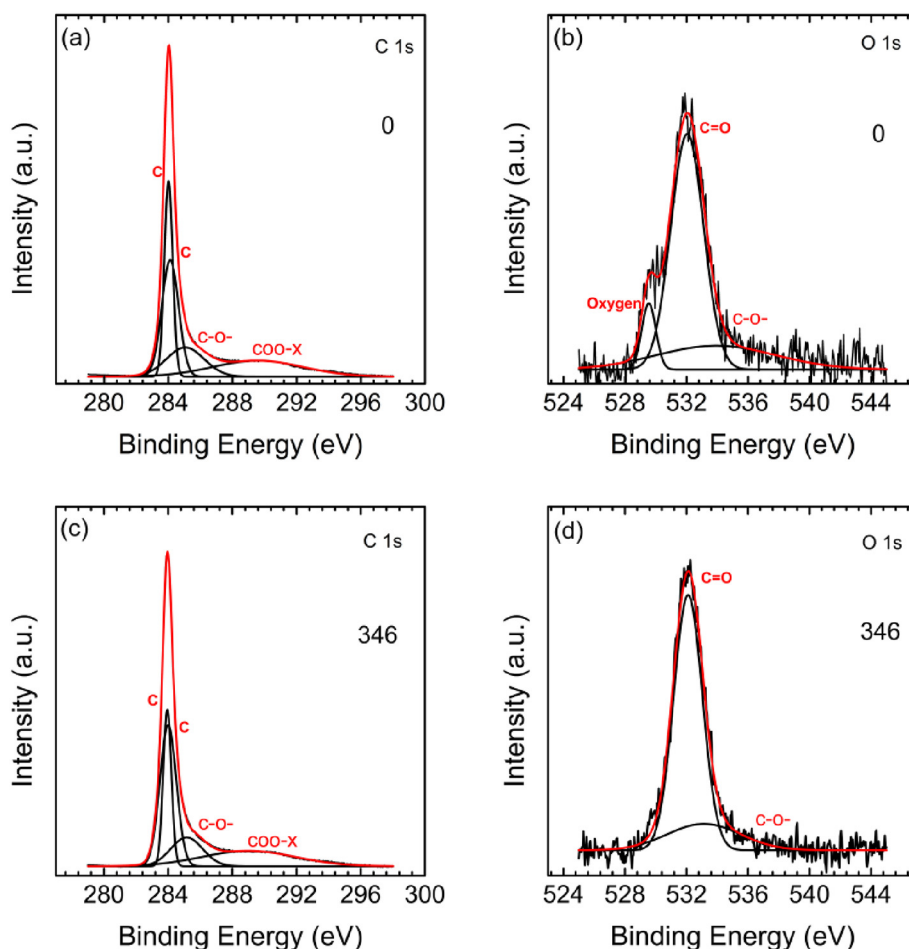 (a)
C 1s
0
C
C
C-O-
COO-X
Intensity (a.u.)
280 284 288 292 296 300
Binding Energy (eV)
(b)
O 1s
0
C=O
Oxygen
C-O-
Intensity (a.u.)
524 528 532 536 540 544
Binding Energy (eV)
(c)
C 1s
346
C
C
C-O-
COO-X
Intensity (a.u.)
280 284 288 292 296 300
Binding Energy (eV)
(d)
O 1s
346
C=O
C-O-
Intensity (a.u.)
524 528 532 536 540 544
Binding Energy (eV)